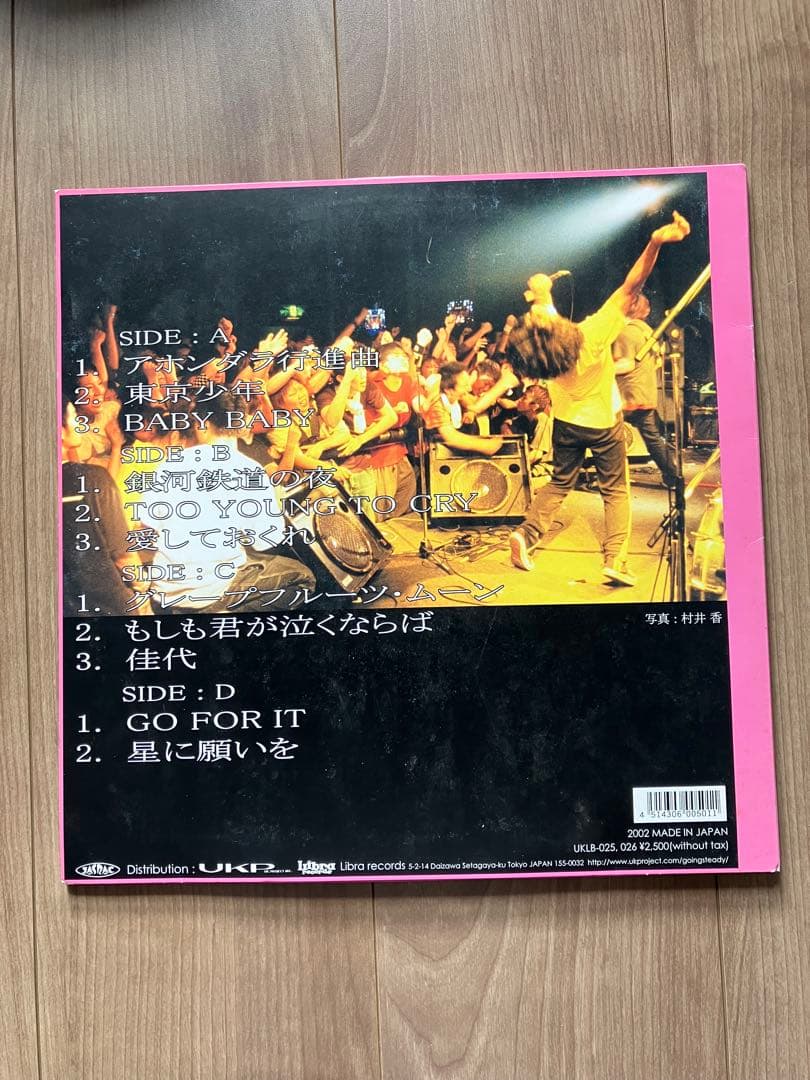 SIDE : A
1. アホンダラ行進曲
2. 東京少年
3. BABY BABY
SIDE : B
1. 銀河鉄道の夜
2. TOO YOUNG TO CRY
3. 愛しておくれ
SIDE : C
1. グレープフルーツ・ムーン
2. もしも君が泣くならば
写真 : 村井 香
3. 佳代
SIDE : D
1. GO FOR IT
2. 星に願いを
4 514306 005011
2002 MADE IN JAPAN
UKLB-025, 026 ¥2,500(without tax)
JASRAC Distribution : UKP Libra records 5-2-14 Daizawa Setagaya-ku Tokyo JAPAN 155-0032 http://www.ukproject.com/goingsteady/